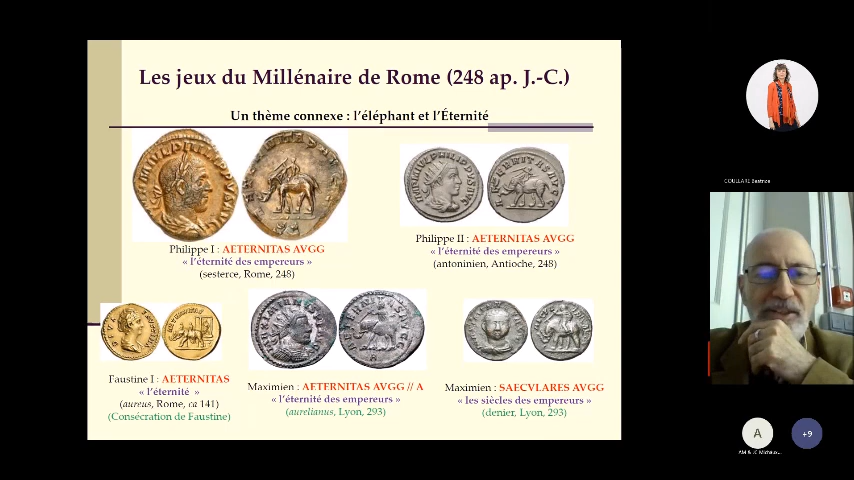 Les jeux du Millénaire de Rome (248 ap. J.-C.)
Un thème connexe : l'éléphant et l'Éternité
Philippe I : AETERNITAS AVGG
« l'éternité des empereurs »
(sesterce, Rome, 248)
Philippe II : AETERNITAS AVGG
« l'éternité des empereurs »
(antoninien, Antioche, 248)
Faustine I : AETERNITAS
« l'éternité »
(aureus, Rome, ca 141)
(Consécration de Faustine)
Maximien : AETERNITAS AVGG // A
« l'éternité des empereurs »
(aurelianus, Lyon, 293)
Maximien : SAECVLARES AVGG
« les siècles des empereurs »
(denier, Lyon, 293)
Béatrice
A
+9
AM & JC